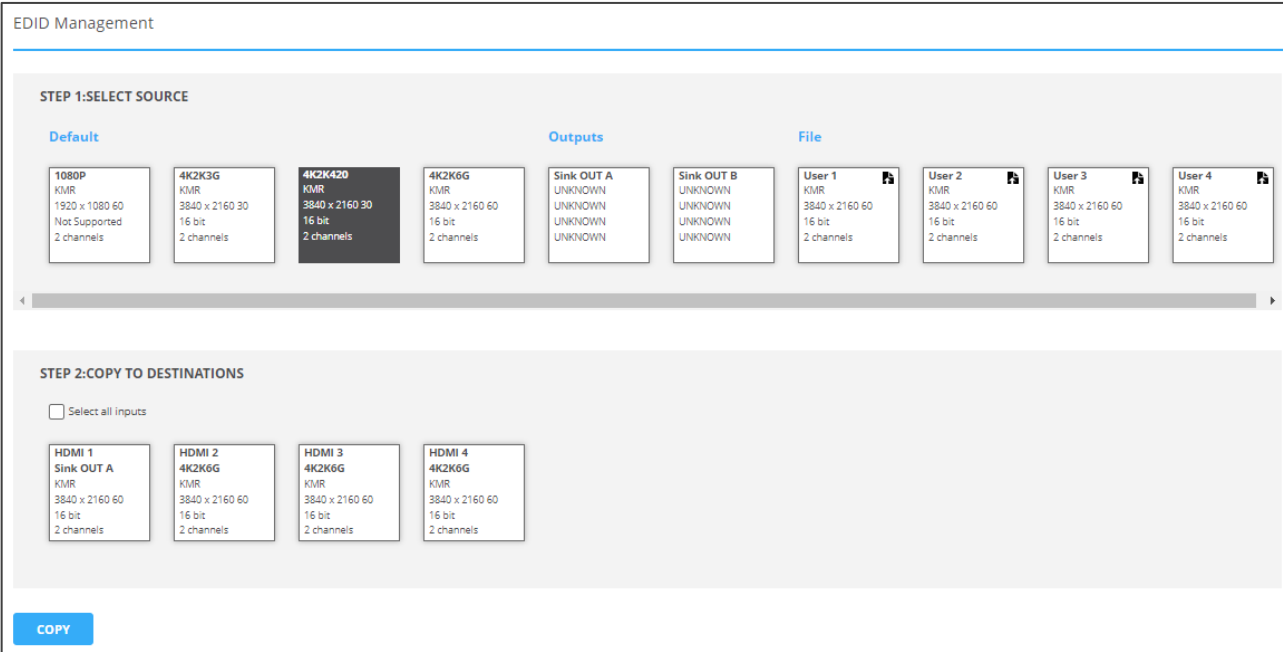 EDID Management
STEP 1:SELECT SOURCE
Default
Outputs
File
1080P
KMR
1920 x 1080 60
Not Supported
2 channels
4K2K3G
KMR
3840 x 2160 30
16 bit
2 channels
4K2K420
KMR
3840 x 2160 30
16 bit
2 channels
4K2K6G
KMR
3840 x 2160 60
16 bit
2 channels
Sink OUT A
UNKNOWN
UNKNOWN
UNKNOWN
UNKNOWN
Sink OUT B
UNKNOWN
UNKNOWN
UNKNOWN
UNKNOWN
User 1
KMR
3840 x 2160 60
16 bit
2 channels
User 2
KMR
3840 x 2160 60
16 bit
2 channels
User 3
KMR
3840 x 2160 60
16 bit
2 channels
User 4
KMR
3840 x 2160 60
16 bit
2 channels
STEP 2:COPY TO DESTINATIONS
Select all inputs
HDMI 1
Sink OUT A
KMR
3840 x 2160 60
16 bit
2 channels
HDMI 2
4K2K6G
KMR
3840 x 2160 60
16 bit
2 channels
HDMI 3
4K2K6G
KMR
3840 x 2160 60
16 bit
2 channels
HDMI 4
4K2K6G
KMR
3840 x 2160 60
16 bit
2 channels
COPY